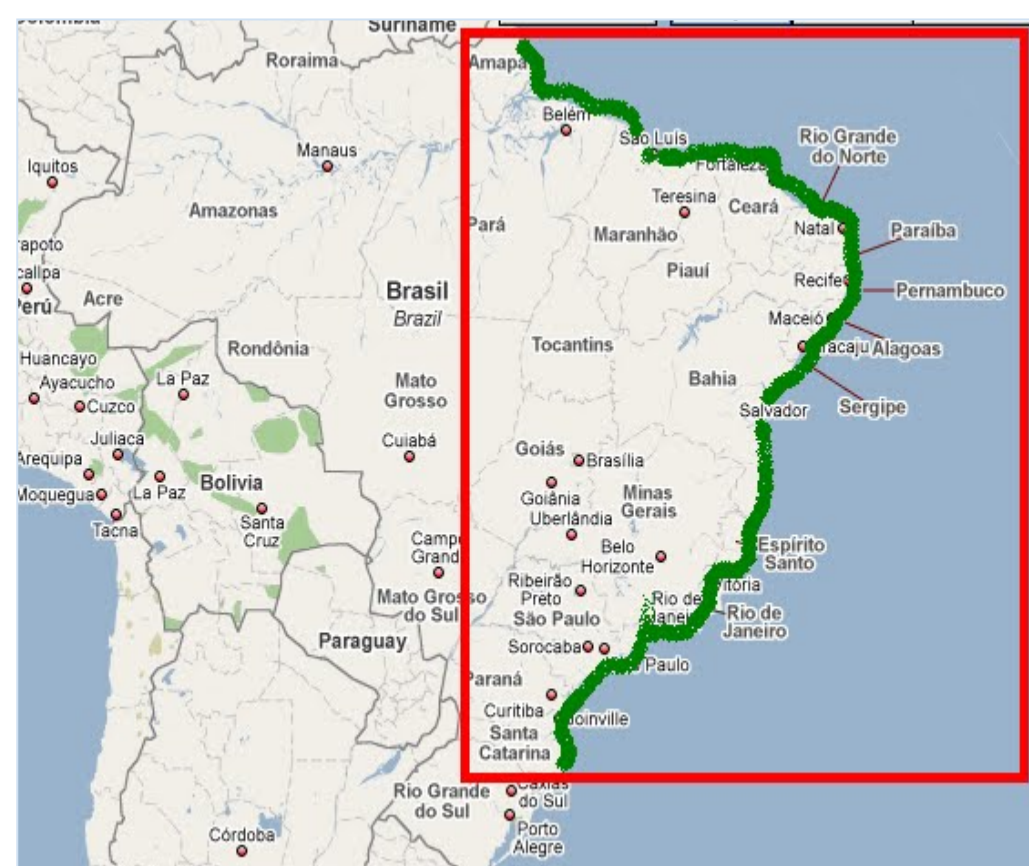 Suriname
Roraima
Amapá
Belém
São Luís
Rio Grande
do Norte
Manaus
Iquitos
Fortaleza
Teresina
Ceará
Amazonas
Pará
Maranhão
Natal
Paraíba
Piauí
Recife
Pernambuco
Acre
Perú
Brasil
Brazil
Maceió
Alagoas
Rondônia
Tocantins
Huancayo
Ayacucho
Cuzco
La Paz
Mato
Grosso
Bahia
Sergipe
Salvador
Juliaca
Cuiabá
Goiás
Brasília
Arequipa
Moquegua
La Paz
Bolivia
Goiânia
Minas
Gerais
Tacna
Santa
Cruz
Uberlândia
Belo
Horizonte
Espírito
Santo
Ribeirão
Preto
Mato Grosso
do Sul
São Paulo
Rio de
Rio de
Janeiro
Paraguay
Sorocaba
Paulo
Paraná
Curitiba
Joinville
Santa
Catarina
Rio Grande
do Sul
Caxias
do Sul
Porto
Alegre
Córdoba